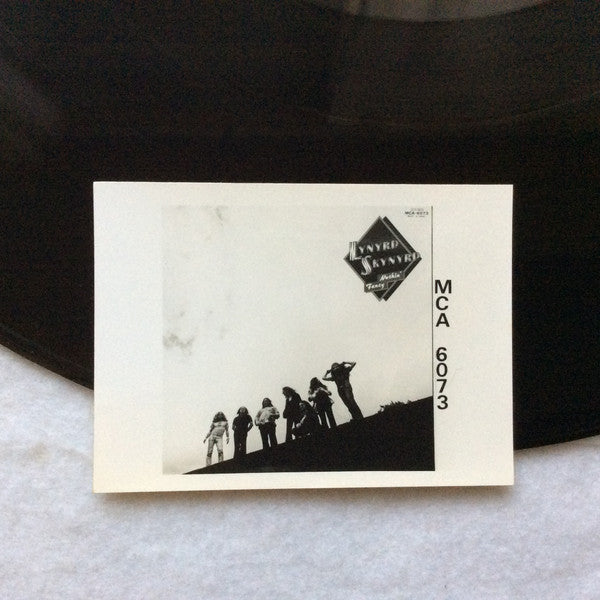 MCA-6073
LYNYRD
SKYNYRD
Nuthin'
Fancy
MCA 6073